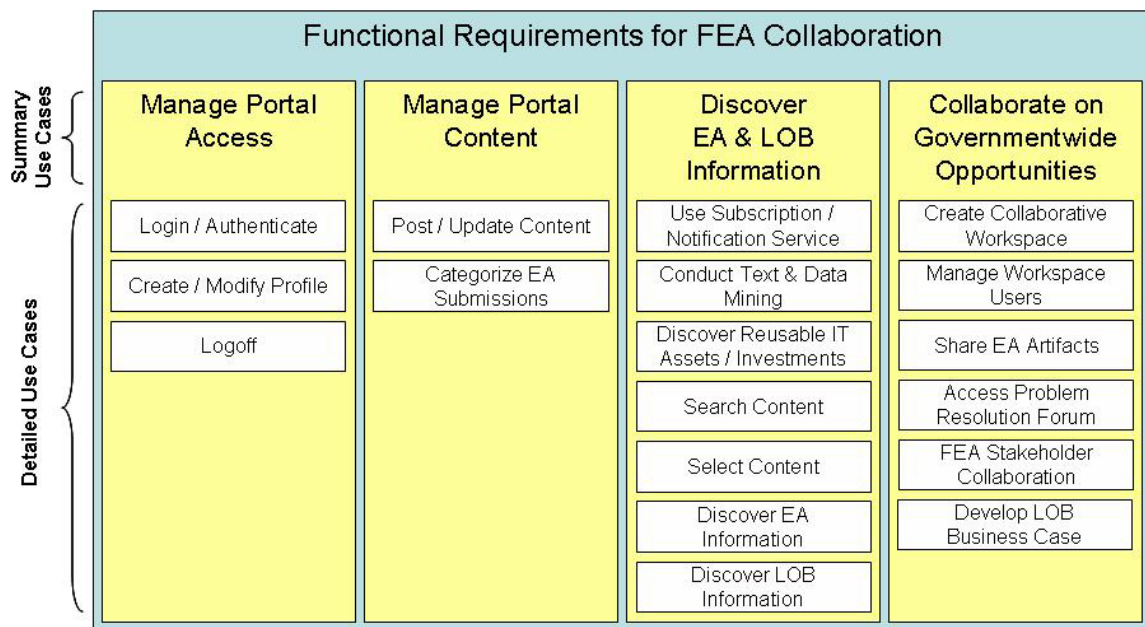 Functional Requirements for FEA Collaboration
Summary
Use Cases
Manage Portal
Access
Manage Portal
Content
Discover
EA & LOB
Information
Collaborate on
Governmentwide
Opportunities
Detailed Use Cases
Login / Authenticate
Create / Modify Profile
Logoff
Post / Update Content
Categorize EA
Submissions
Use Subscription /
Notification Service
Conduct Text & Data
Mining
Discover Reusable IT
Assets / Investments
Search Content
Select Content
Discover EA
Information
Discover LOB
Information
Create Collaborative
Workspace
Manage Workspace
Users
Share EA Artifacts
Access Problem
Resolution Forum
FEA Stakeholder
Collaboration
Develop LOB
Business Case